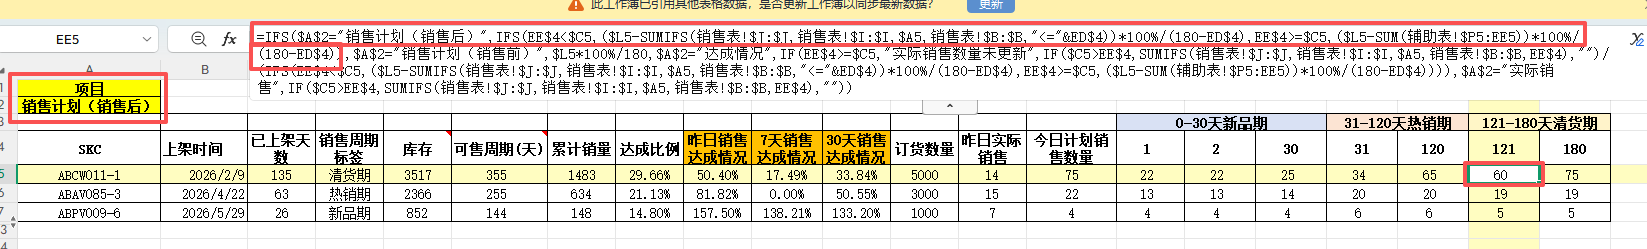 此工作簿已引用其他表格数据，是否更新工作簿以同步最新数据？ 更新
EE5 fx =IFS($A$2="销售计划（销售后）",IFS(EE$4<$C5,($L5-SUMIFS(销售表!$J:$J,销售表!$I:$I,$A5,销售表!$B:$B,"<="&ED$4))*100%/(180-ED$4),EE$4>=$C5,($L5-SUM(辅助表!$P5:EE5))*100%/
(180-ED$4)),$A$2="销售计划（销售前）",$L5*100%/180,$A$2="达成情况",IF(EE$4>=$C5,"实际销售数量未更新",IF($C5>EE$4,SUMIFS(销售表!$J:$J,销售表!$I:$I,$A5,销售表!$B:$B,EE$4),"")/
(IFS(EE$4<$C5,($L5-SUMIFS(销售表!$J:$J,销售表!$I:$I,$A5,销售表!$B:$B,"<="&ED$4))*100%/(180-ED$4),EE$4>=$C5,($L5-SUM(辅助表!$P5:EE5))*100%/(180-ED$4)))),$A$2="实际销
售",IF($C5>EE$4,SUMIFS(销售表!$J:$J,销售表!$I:$I,$A5,销售表!$B:$B,EE$4),""))
A B
1 项目
2 销售计划（销售后）
3 0-30天新品期 31-120天热销期 121-180天清货期
4 SKC 上架时间 已上架天数 销售周期标签 库存 可售周期(天) 累计销量 达成比例 昨日销售达成情况 7天销售达成情况 30天销售达成情况 订货数量 昨日实际销售 今日计划销售数量 1 2 30 31 120 121 180
5 ABCW011-1 2026/2/9 135 清货期 3517 355 1483 29.66% 50.40% 17.49% 33.84% 5000 14 75 22 22 25 34 65 60 75
6 ABAV085-3 2026/4/22 63 热销期 2366 255 634 21.13% 81.82% 0.00% 50.55% 3000 15 22 13 13 14 20 20 19 19
7 ABPV009-6 2026/5/29 26 新品期 852 144 148 14.80% 157.50% 138.21% 133.20% 1000 7 4 4 4 4 6 6 5 5